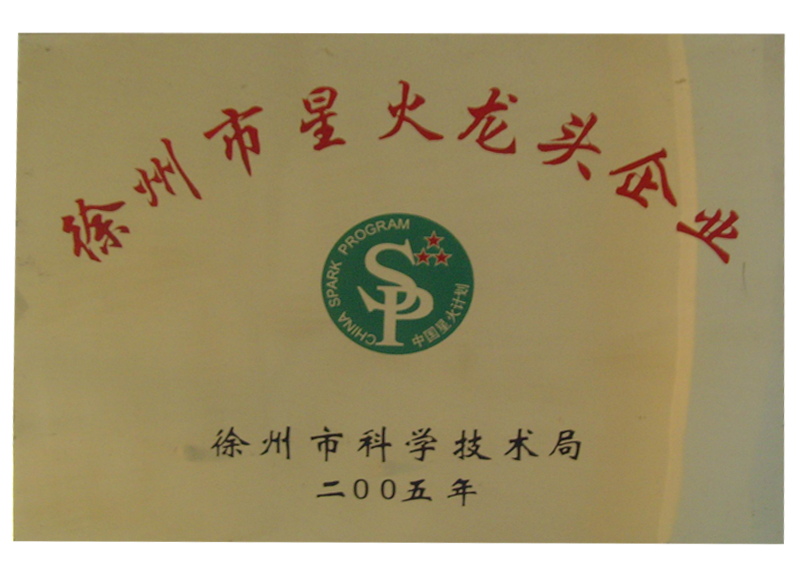 徐州市星火龙头企业
CHINA SPARK PROGRAM
SP
中国星火计划
徐州市科学技术局
二00五年